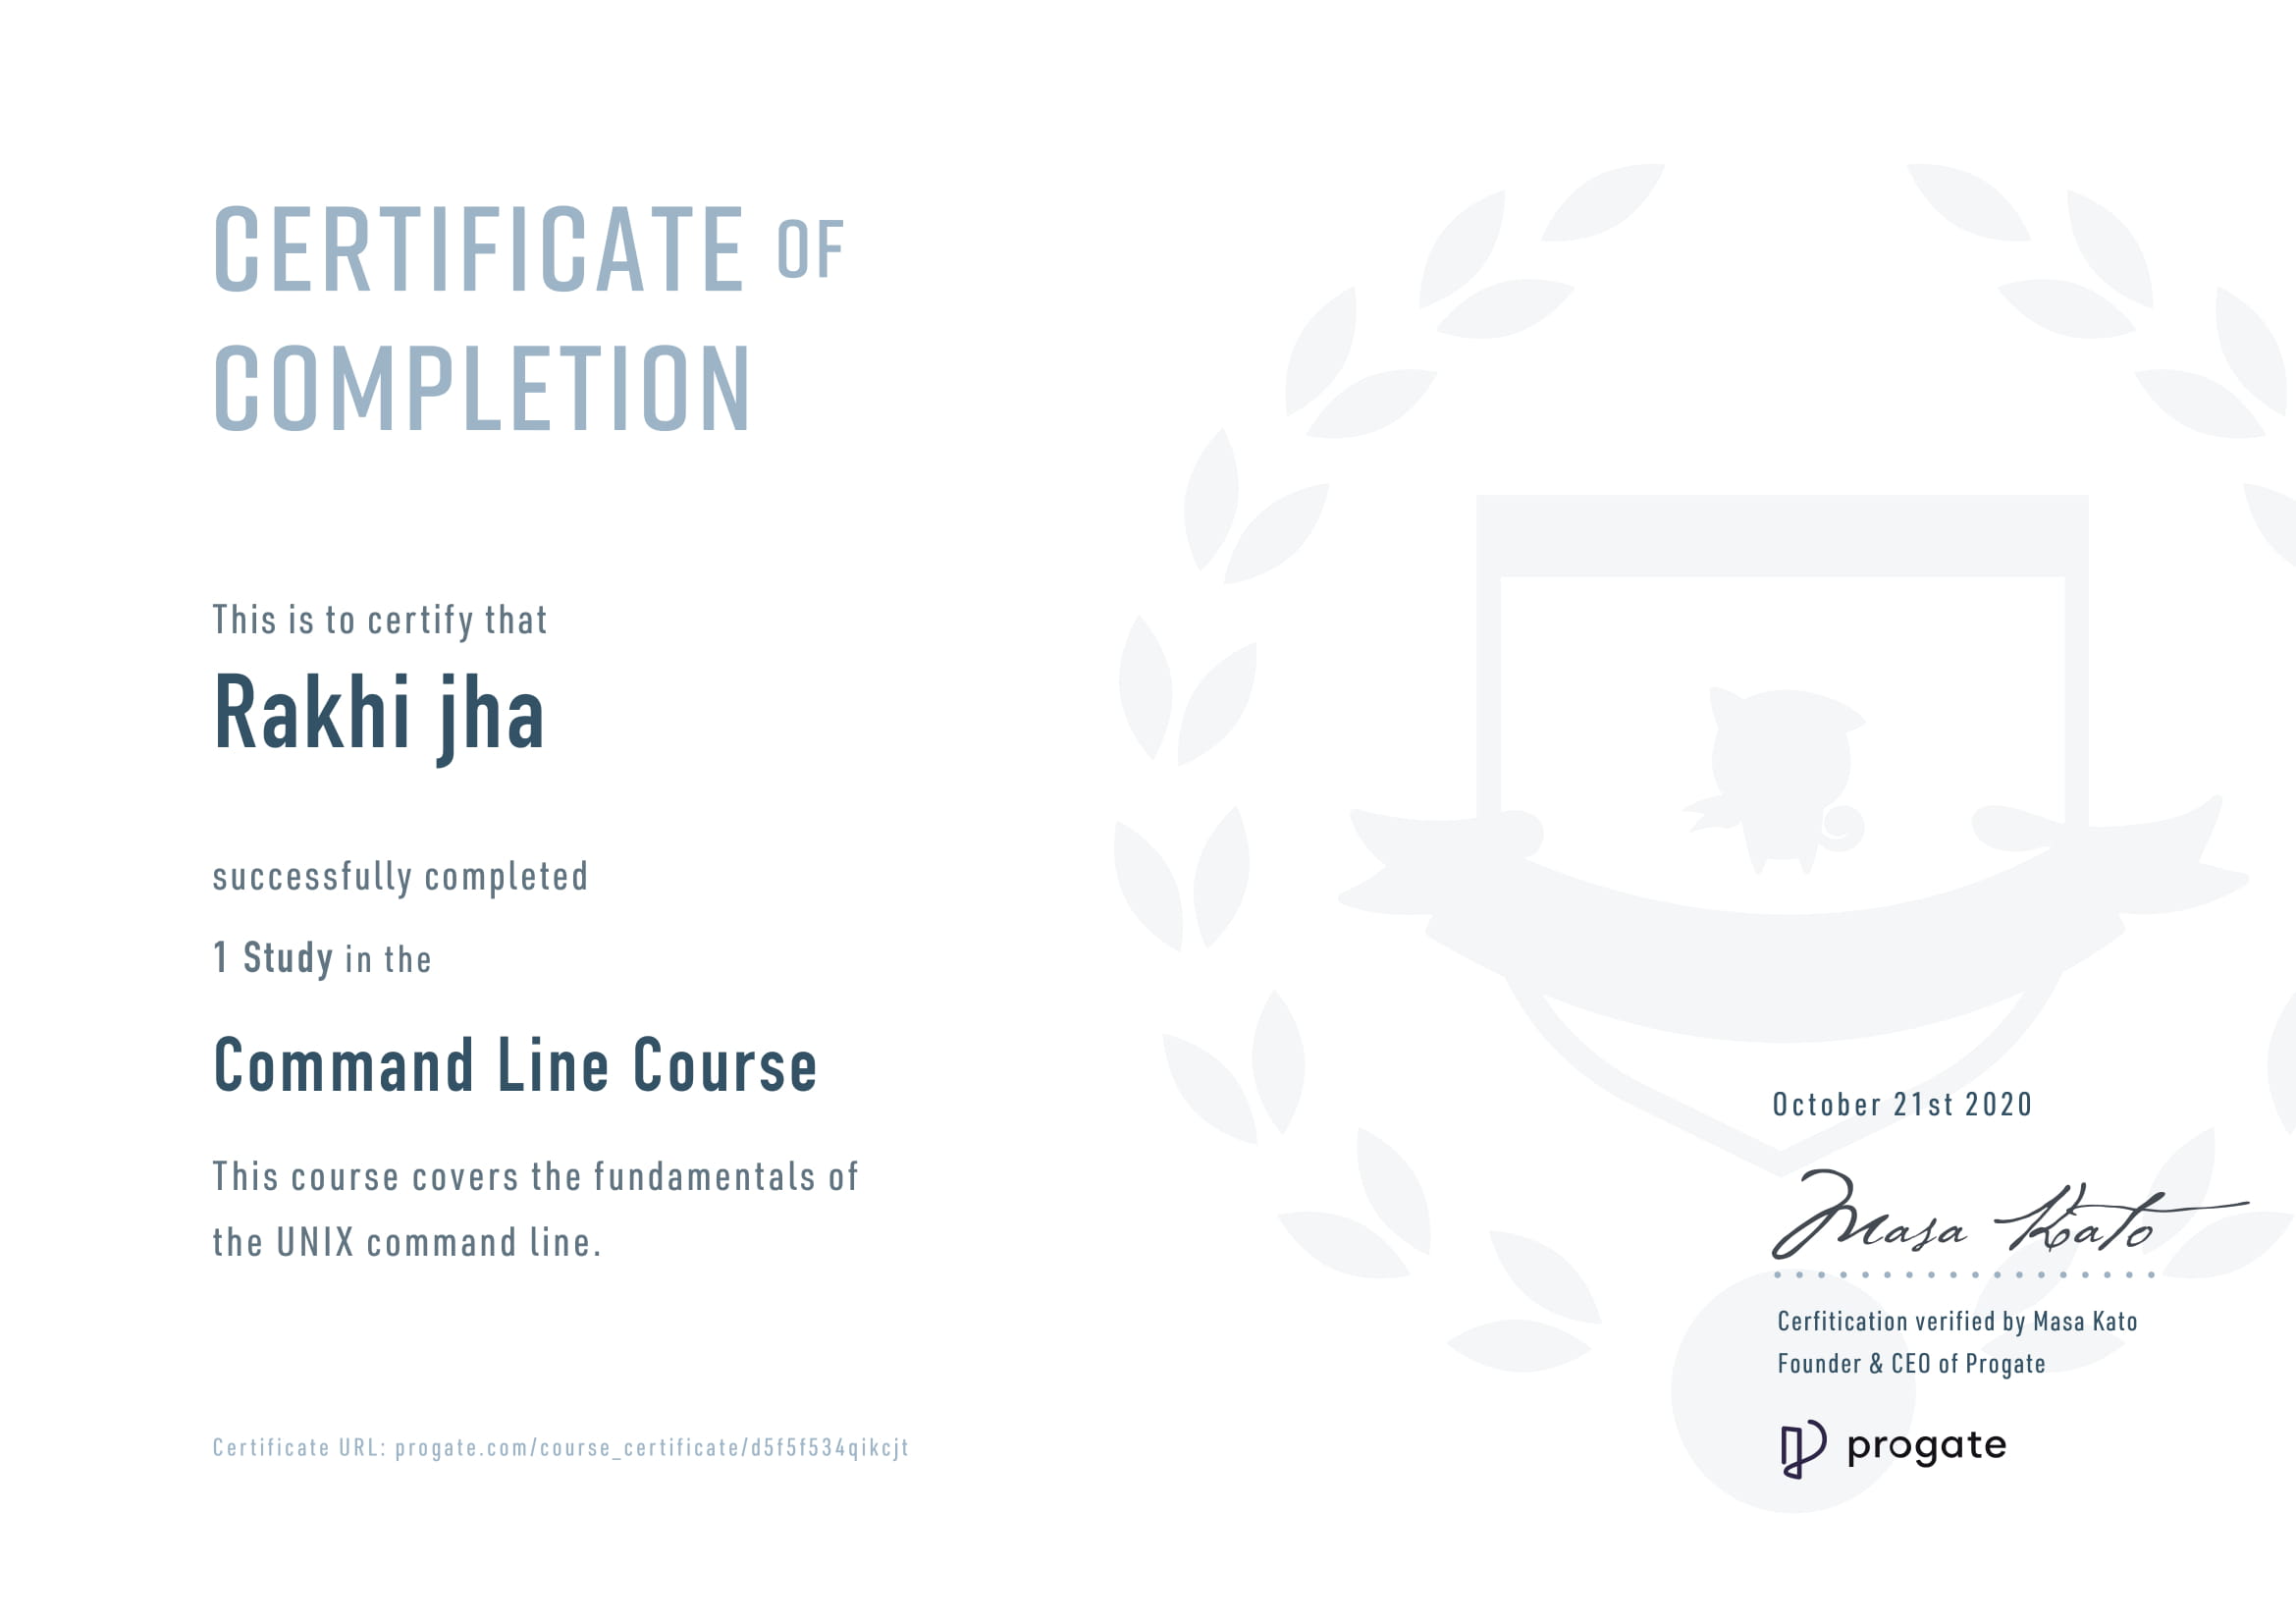 CERTIFICATE OF
COMPLETION
This is to certify that
Rakhi jha
successfully completed
1 Study in the
Command Line Course
This course covers the fundamentals of
the UNIX command line.
Certificate URL: progate.com/course_certificate/d5f5f534qikcjt
October 21st 2020
Masa Kato
Cerfitication verified by Masa Kato
Founder & CEO of Progate
progate